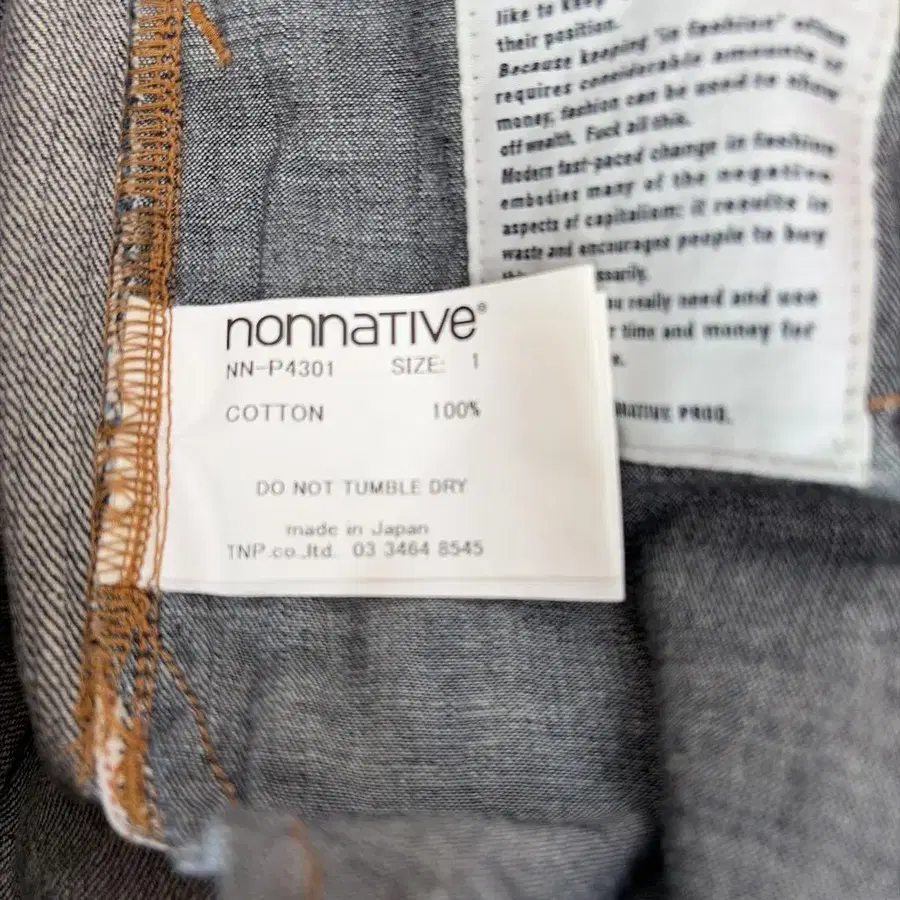 like to keep
their position.
Because keeping "in fashion" often
requires considerable amounts of
money, fashion can be used to show
off wealth. Fuck all this.
Modern fast-paced change in fashion
embodies many of the negative
aspects of capitalism: it results in
waste and encourages people to buy
really need and use
time and money for
PROD.
nonnative®
NN-P4301 SIZE: 1
COTTON 100%
DO NOT TUMBLE DRY
made in Japan
TNP.co.,ltd. 03 3464 8545